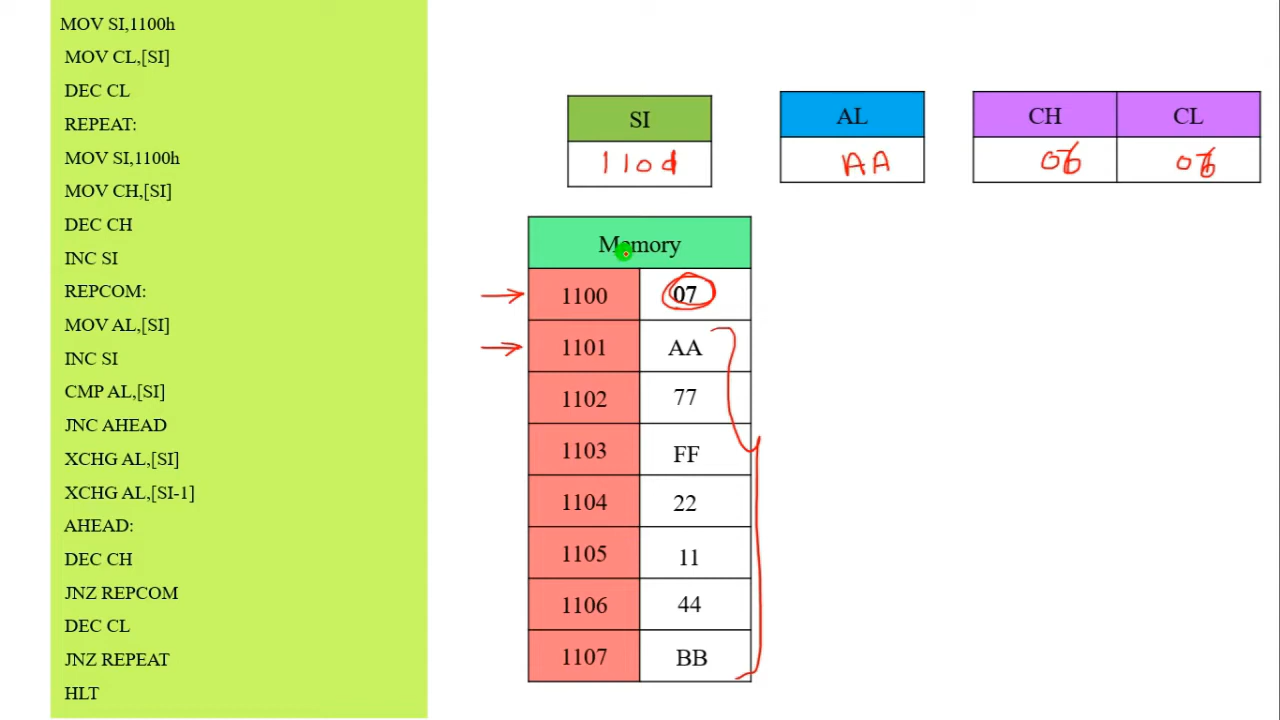 MOV SI,1100h
MOV CL,[SI]
DEC CL
REPEAT:
MOV SI,1100h
MOV CH,[SI]
DEC CH
INC SI
REPCOM:
MOV AL,[SI]
INC SI
CMP AL,[SI]
JNC AHEAD
XCHG AL,[SI]
XCHG AL,[SI-1]
AHEAD:
DEC CH
JNZ REPCOM
DEC CL
JNZ REPEAT
HLT
SI
AL
CH CL
AA
Memory
1100 07
1101 AA
1102 77
1103 FF
1104 22
1105 11
1106 44
1107 BB